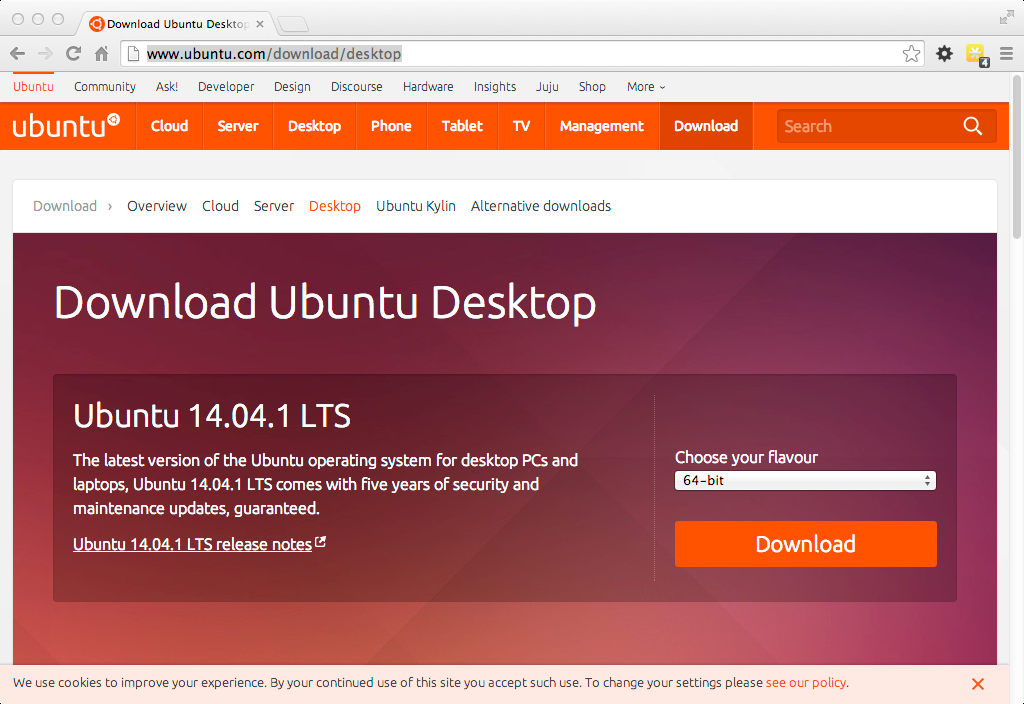 Download Ubuntu Desktop
www.ubuntu.com/download/desktop
4
Ubuntu Community Ask! Developer Design Discourse Hardware Insights Juju Shop More
ubuntu Cloud Server Desktop Phone Tablet TV Management Download Search
Download › Overview Cloud Server Desktop Ubuntu Kylin Alternative downloads
Download Ubuntu Desktop
Ubuntu 14.04.1 LTS
The latest version of the Ubuntu operating system for desktop PCs and
laptops, Ubuntu 14.04.1 LTS comes with five years of security and
maintenance updates, guaranteed.
Ubuntu 14.04.1 LTS release notes
Choose your flavour
64-bit
Download
We use cookies to improve your experience. By your continued use of this site you accept such use. To change your settings please see our policy.